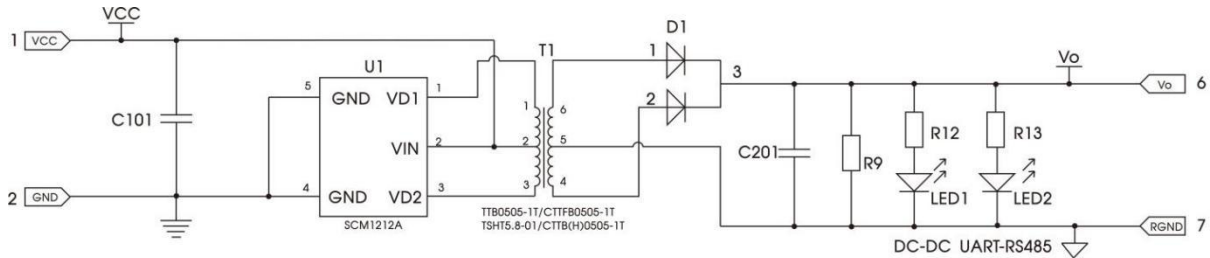 VCC
1 VCC
C101
2 GND
U1
5 GND VD1 1
VIN 2
4 GND VD2 3
SCM1212A
T1
1 6
2 5
3 4
TTB0505-1T/CTTFB0505-1T
TSHT5.8-01/CTTB(H)0505-1T
D1
1
2
3
Vo
Vo 6
C201
R9
R12
R13
LED1
LED2
RGND 7
DC-DC UART-RS485